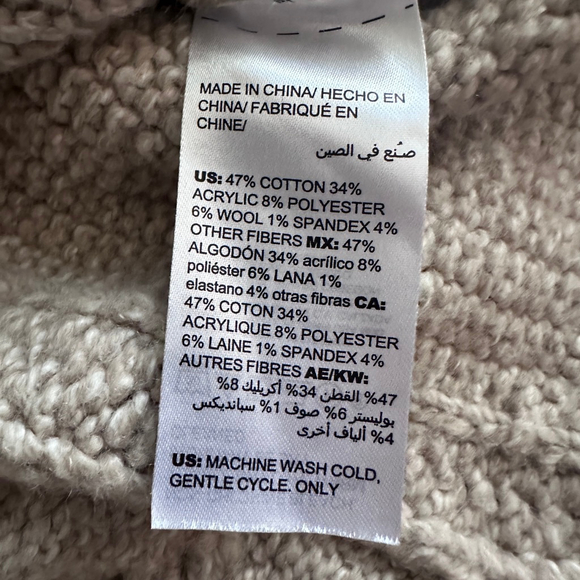 MADE IN CHINA/ HECHO EN
CHINA/ FABRIQUÉ EN
CHINE/
صُنع في الصين
US: 47% COTTON 34%
ACRYLIC 8% POLYESTER
6% WOOL 1% SPANDEX 4%
OTHER FIBERS MX: 47%
ALGODÓN 34% acrílico 8%
poliéster 6% LANA 1%
elastano 4% otras fibras CA:
47% COTON 34%
ACRYLIQUE 8% POLYESTER
6% LAINE 1% SPANDEX 4%
AUTRES FIBRES AE/KW:
47% القطن 34% أكريليك 8%
بوليستر 6% صوف 1% سبانديكس
4% ألياف أخرى
US: MACHINE WASH COLD,
GENTLE CYCLE. ONLY